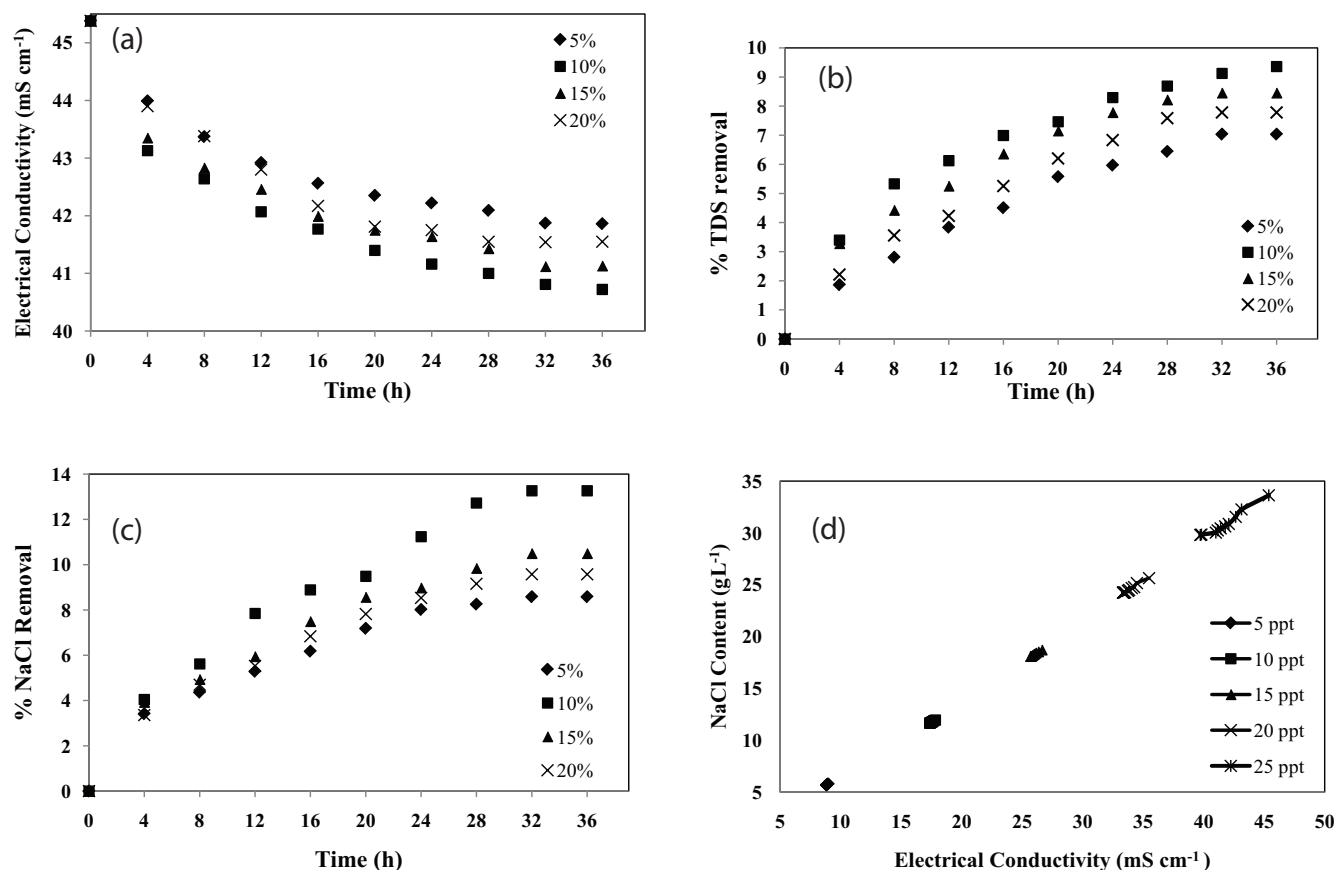 (a)
Electrical Conductivity (mS cm⁻¹)
45
44
43
42
41
40
0 4 8 12 16 20 24 28 32 36
Time (h)
5%
10%
15%
20%
(b)
% TDS removal
10
9
8
7
6
5
4
3
2
1
0
0 4 8 12 16 20 24 28 32 36
Time (h)
5%
10%
15%
20%
(c)
% NaCl Removal
14
12
10
8
6
4
2
0
0 4 8 12 16 20 24 28 32 36
Time (h)
5%
10%
15%
20%
(d)
NaCl Content (gL⁻¹)
35
30
25
20
15
10
5
5 10 15 20 25 30 35 40 45 50
Electrical Conductivity (mS cm⁻¹ )
5 ppt
10 ppt
15 ppt
20 ppt
25 ppt